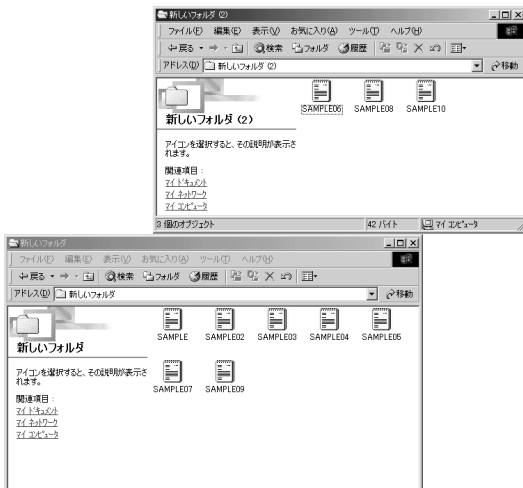 新しいフォルダ (2)
ファイル(F) 編集(E) 表示(V) お気に入り(A) ツール(T) ヘルプ(H)
戻る 検索 フォルダ 履歴
アドレス(D) 新しいフォルダ (2) 移動
新しいフォルダ (2)
アイコンを選択すると、その説明が表示さ
れます。
関連項目:
マイ ドキュメント
マイ ネットワーク
マイ コンピュータ
SAMPLE06 SAMPLE08 SAMPLE10
3 個のオブジェクト 42 バイト マイ コンピュータ
新しいフォルダ
ファイル(F) 編集(E) 表示(V) お気に入り(A) ツール(T) ヘルプ(H)
戻る 検索 フォルダ 履歴
アドレス(D) 新しいフォルダ 移動
新しいフォルダ
アイコンを選択すると、その説明が表示さ
れます。
関連項目:
マイ ドキュメント
マイ ネットワーク
マイ コンピュータ
SAMPLE SAMPLE02 SAMPLE03 SAMPLE04 SAMPLE05
SAMPLE07 SAMPLE09